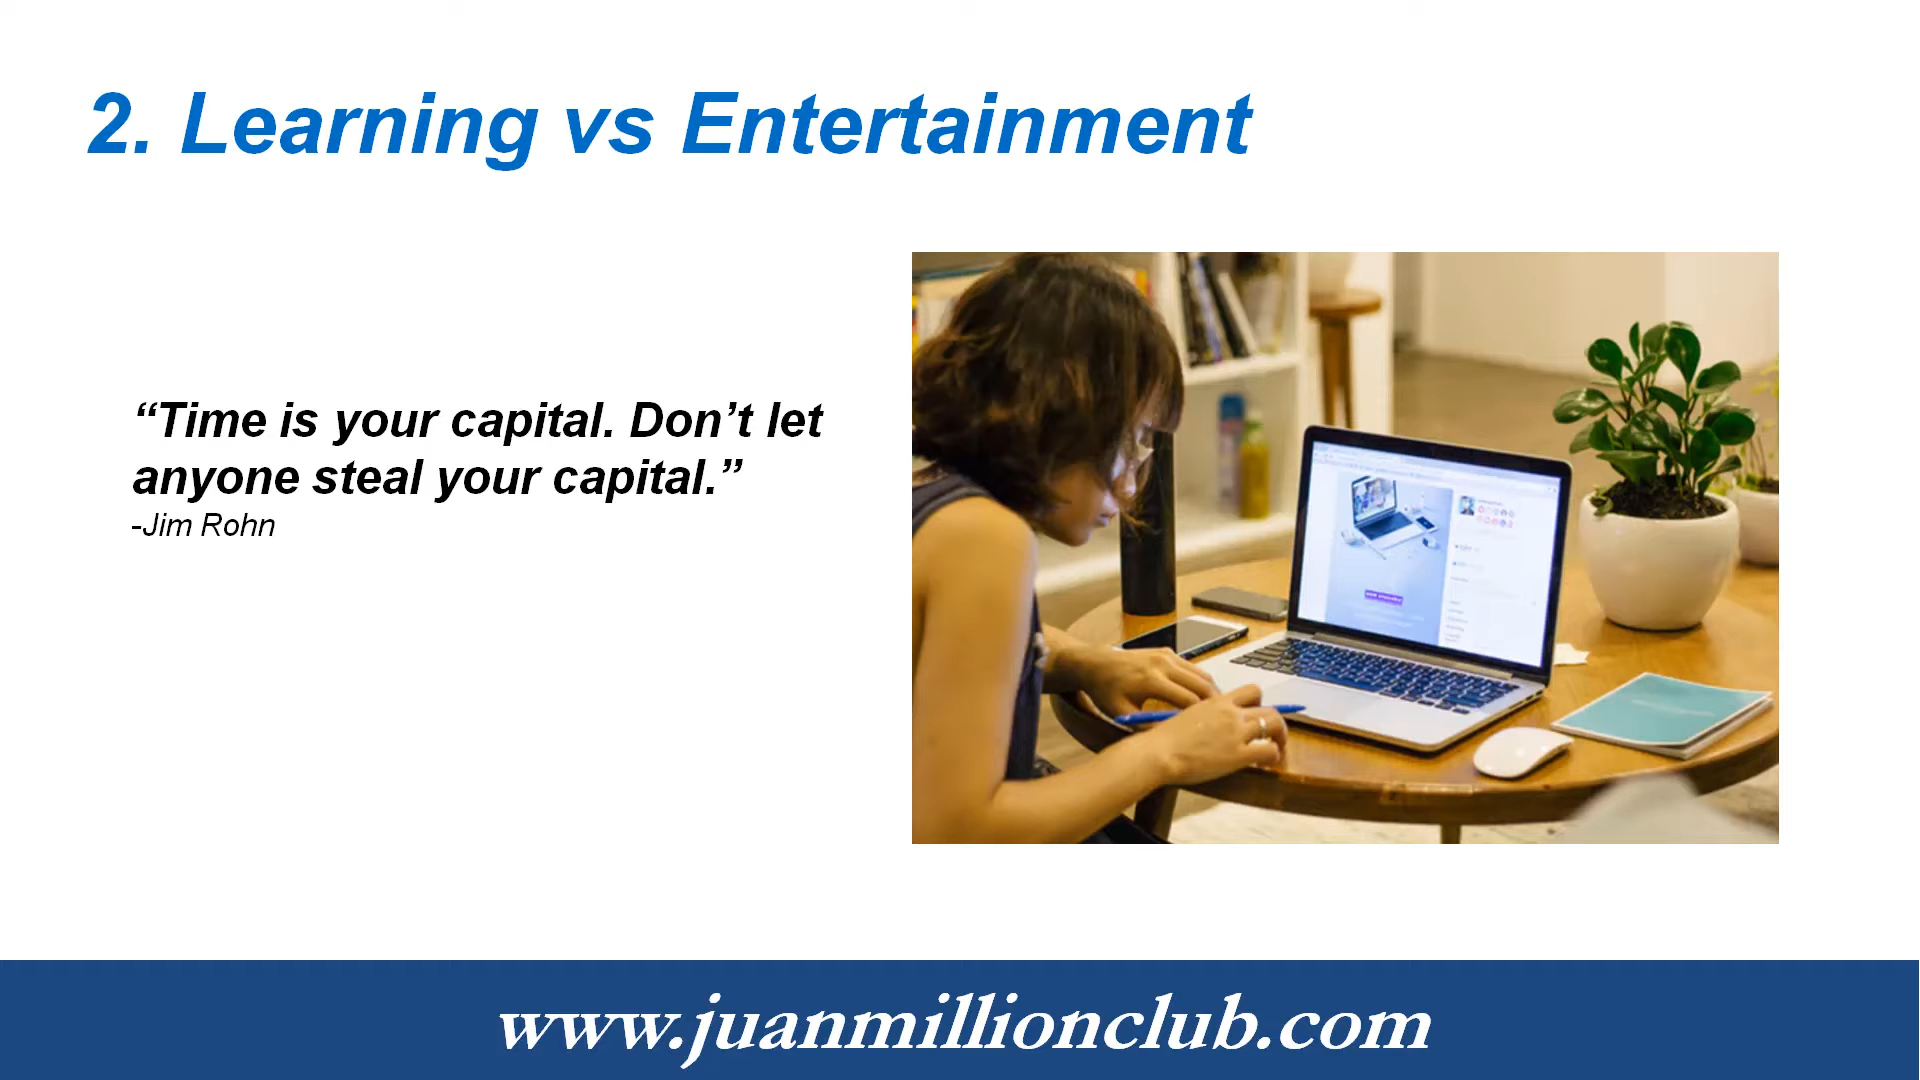 2. Learning vs Entertainment
“Time is your capital. Don’t let
anyone steal your capital.”
-Jim Rohn
www.juanmillionclub.com